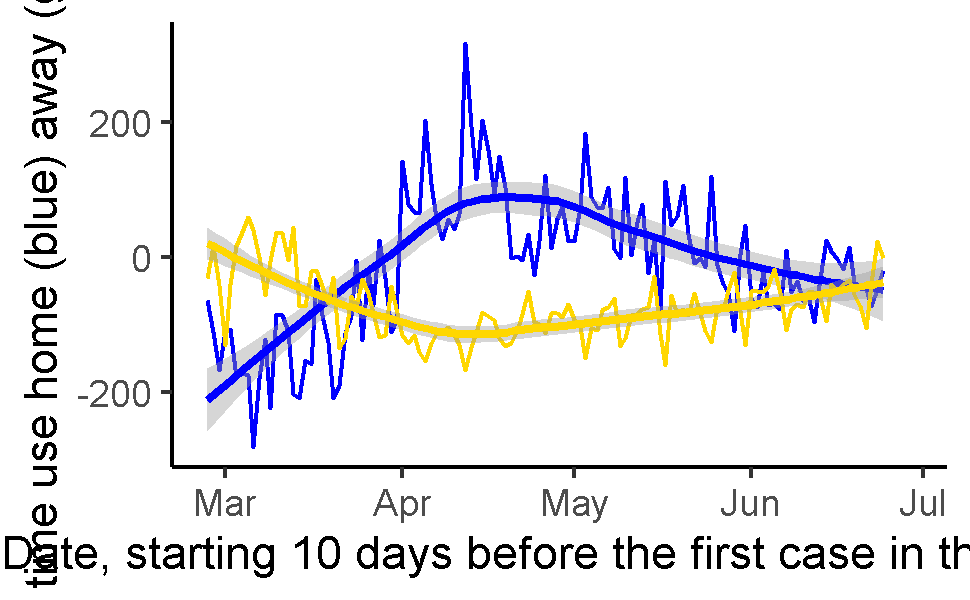 time use home (blue) away (
200
0
-200
Mar Apr May Jun Jul
Date, starting 10 days before the first case in th